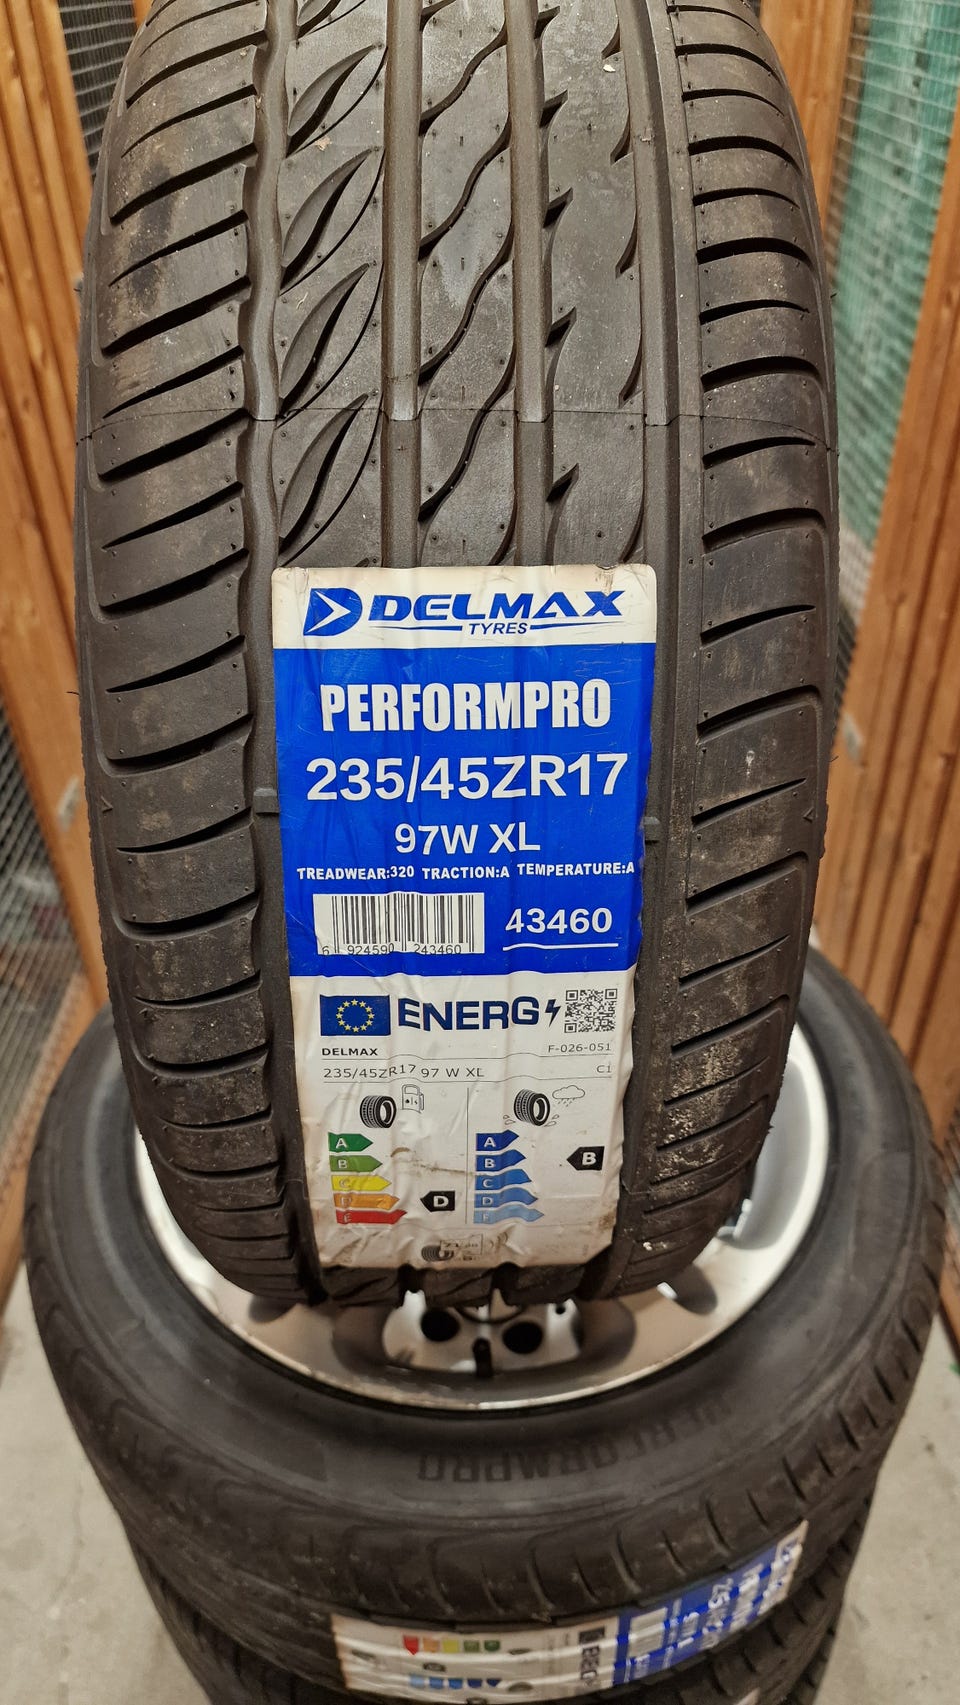 DELMAX
TYRES
PERFORMPRO
235/45ZR17
97W XL
TREADWEAR:320 TRACTION:A TEMPERATURE:A
6 924590 243460
43460
ENERG
DELMAX F-026-051
235/45ZR17 97 W XL C1
A A
B B B
C C
D D D
E E
PERFORMPRO